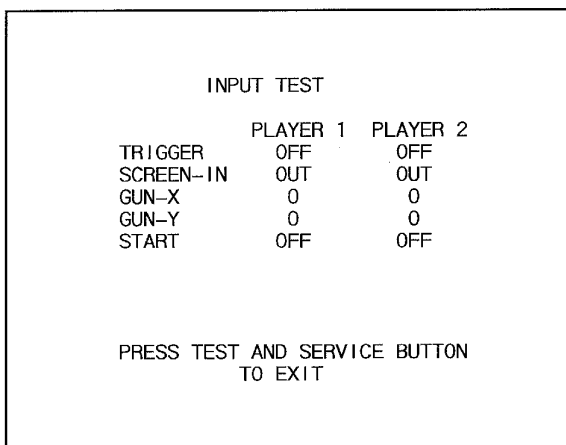 INPUT TEST
PLAYER 1 PLAYER 2
TRIGGER OFF OFF
SCREEN-IN OUT OUT
GUN-X 0 0
GUN-Y 0 0
START OFF OFF
PRESS TEST AND SERVICE BUTTON
TO EXIT